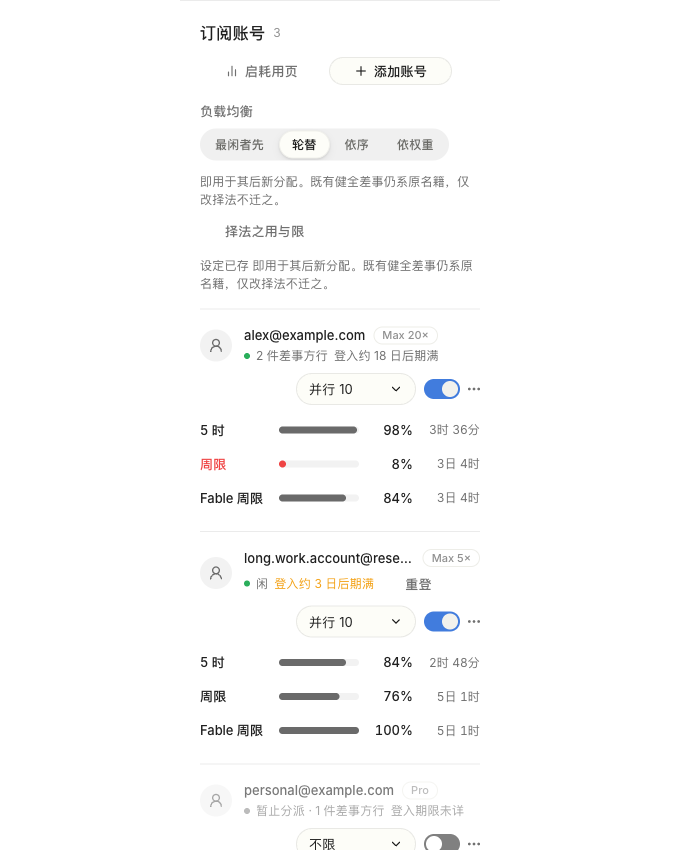 订阅账号 3
启耗用页
添加账号
负载均衡
最闲者先 轮替 依序 依权重
即用于其后新分配。既有健全差事仍系原名籍，仅
改择法不迁之。
择法之用与限
设定已存 即用于其后新分配。既有健全差事仍系原
名籍，仅改择法不迁之。
alex@example.com Max 20×
2 件差事方行 登入约 18 日后期满
并行 10
5 时 98% 3时 36分
周限 8% 3日 4时
Fable 周限 84% 3日 4时
long.work.account@rese... Max 5×
闲 登入约 3 日后期满 重登
并行 10
5 时 84% 2时 48分
周限 76% 5日 1时
Fable 周限 100% 5日 1时
personal@example.com Pro
暂止分派 · 1 件差事方行 登入期限未详
不限